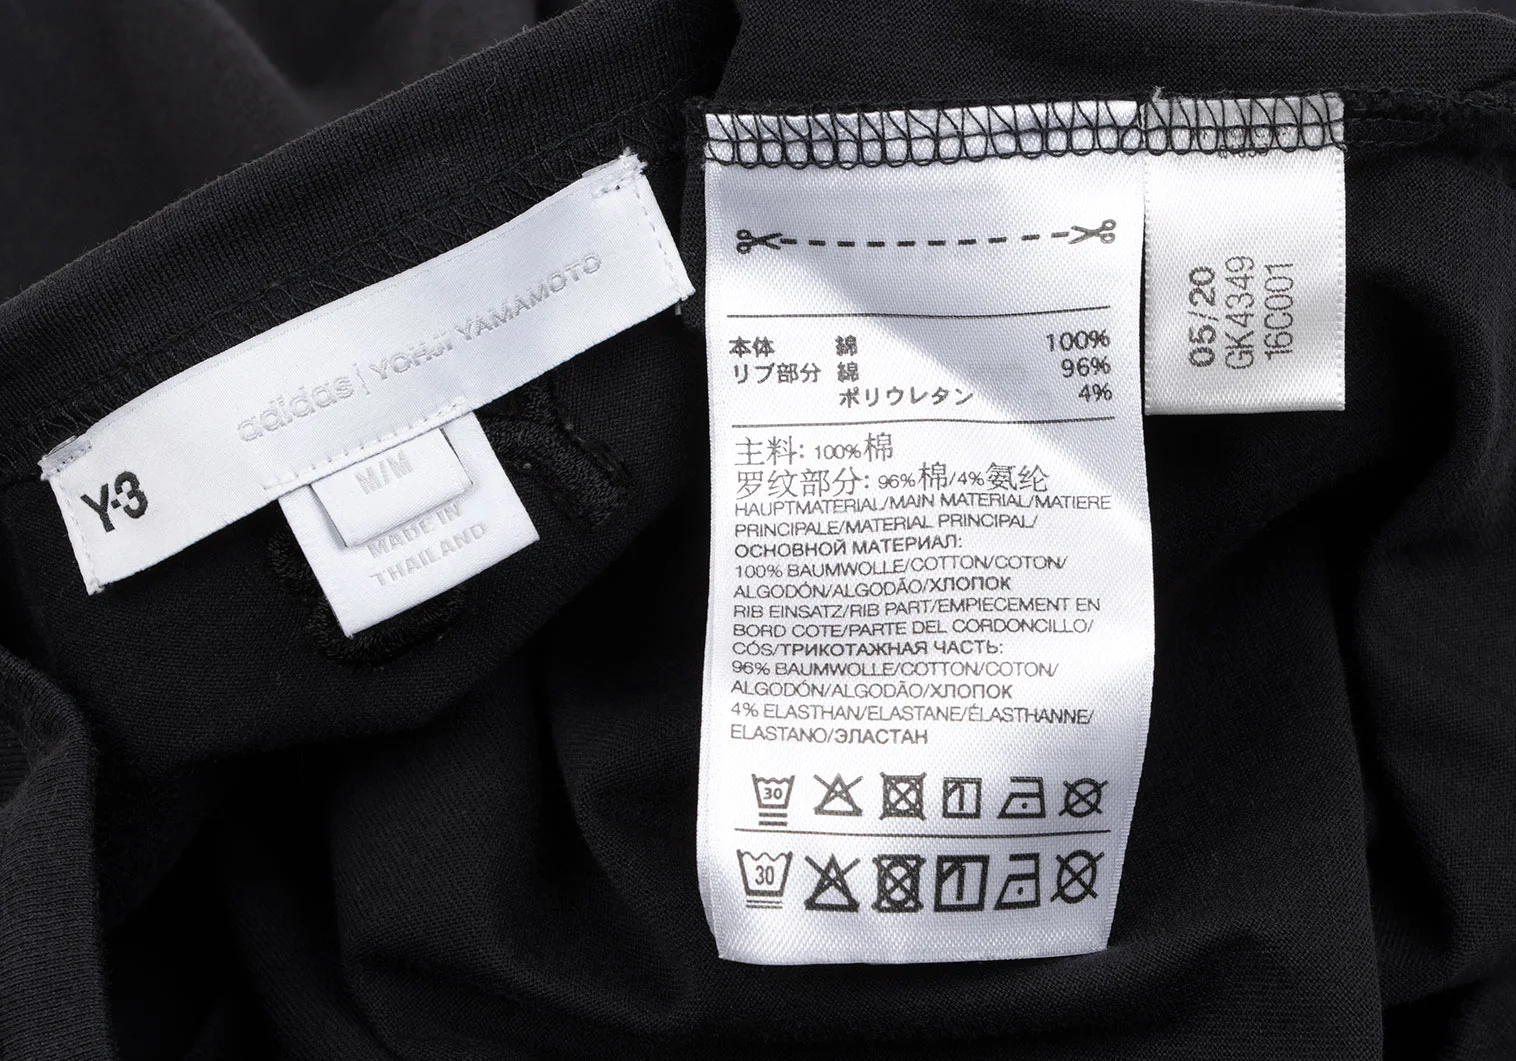 Y-3
adidas | YOHJI YAMAMOTO
M/M
MADE IN
THAILAND
本体 綿 100%
リブ部分 綿 96%
ポリウレタン 4%
主料: 100%棉
罗纹部分: 96%棉/4%氨纶
HAUPTMATERIAL/MAIN MATERIAL/MATIERE
PRINCIPALE/MATERIAL PRINCIPAL/
ОСНОВНОЙ МАТЕРИАЛ:
100% BAUMWOLLE/COTTON/COTON/
ALGODÓN/ALGODÃO/ХЛОПОК
RIB EINSATZ/RIB PART/EMPIECEMENT EN
BORD COTE/PARTE DEL CORDONCILLO/
CÓS/ТРИКОТАЖНАЯ ЧАСТЬ:
96% BAUMWOLLE/COTTON/COTON/
ALGODÓN/ALGODÃO/ХЛОПОК
4% ELASTHAN/ELASTANE/ÉLASTHANNE/
ELASTANO/ЭЛАСТАН
30
30
05/20
GK4349
16C001